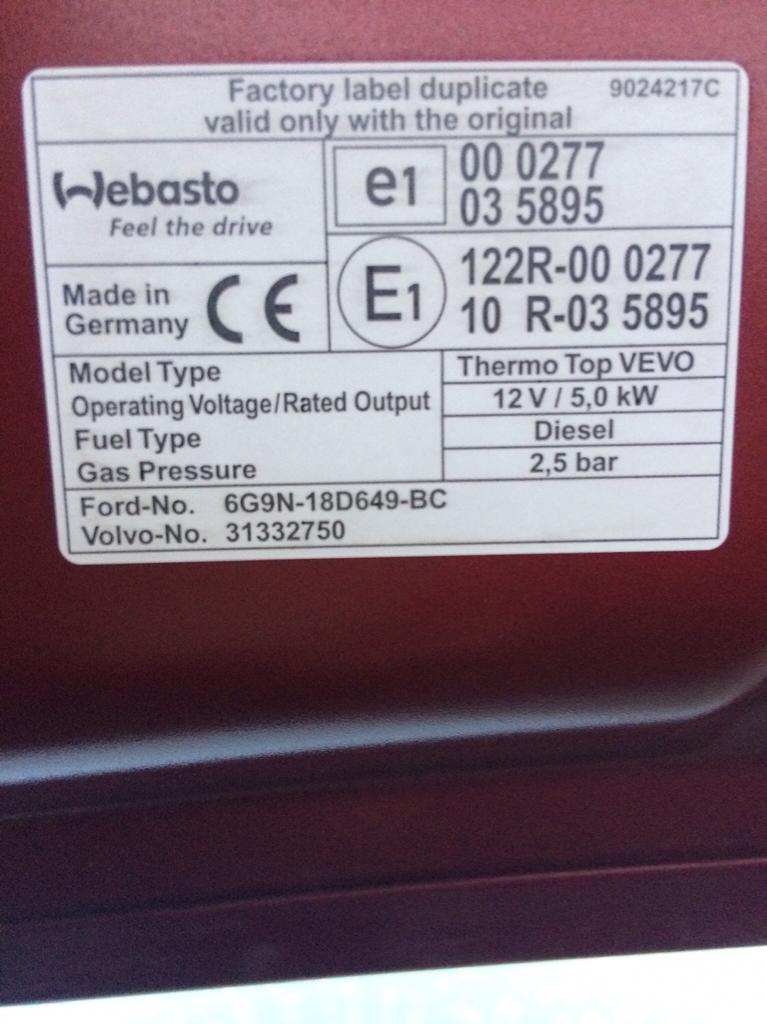 Factory label duplicate 9024217C
valid only with the original
Webasto
Feel the drive
e1 00 0277
03 5895
Made in
Germany CE
E1 122R-00 0277
10 R-03 5895
Model Type Thermo Top VEVO
Operating Voltage/Rated Output 12 V / 5,0 kW
Fuel Type Diesel
Gas Pressure 2,5 bar
Ford-No. 6G9N-18D649-BC
Volvo-No. 31332750